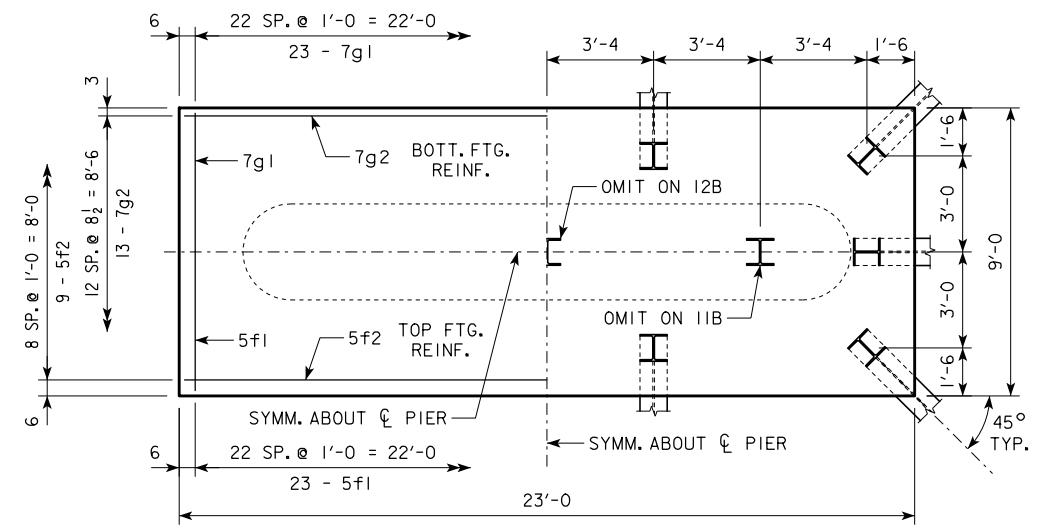 6
22 SP. @ 1'-0 = 22'-0
23 - 7g1
3'-4
3'-4
3'-4
1'-6
3
12 SP. @ 8½ = 8'-6
13 - 7g2
8 SP. @ 1'-0 = 8'-0
9 - 5f2
6
7g1
7g2
BOTT. FTG.
REINF.
OMIT ON 12B
OMIT ON 11B
5f1
5f2
TOP FTG.
REINF.
SYMM. ABOUT ℄ PIER
SYMM. ABOUT ℄ PIER
1'-6
3'-0
3'-0
1'-6
9'-0
45°
TYP.
6
22 SP. @ 1'-0 = 22'-0
23 - 5f1
23'-0